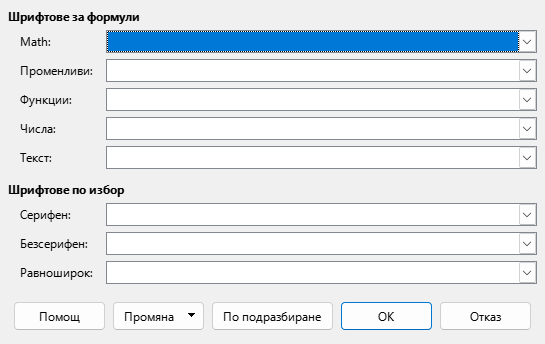 Шрифтове за формули
Math:
Променливи:
Функции:
Числа:
Текст:
Шрифтове по избор
Серифен:
Безсерифен:
Равноширок:
Помощ Промяна По подразбиране ОК Отказ